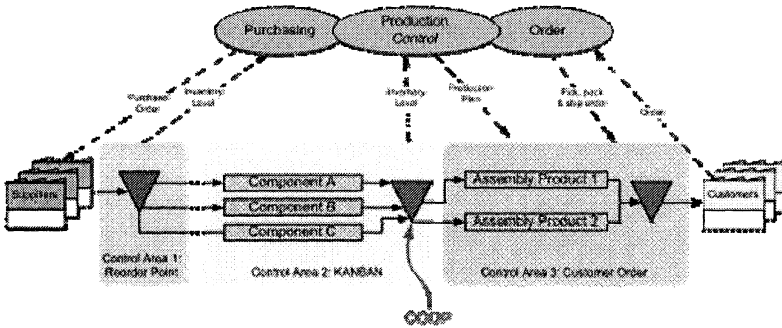 Purchasing
Production
Control
Order
Purchase
Order
Inventory
Level
Inventory
Level
Production
Plan
Pick, pack
& ship order
Order
Suppliers
Component A
Component B
Component C
Assembly Product 1
Assembly Product 2
Customers
Control Area 1:
Reorder Point
Control Area 2: KANBAN
Control Area 3: Customer Order